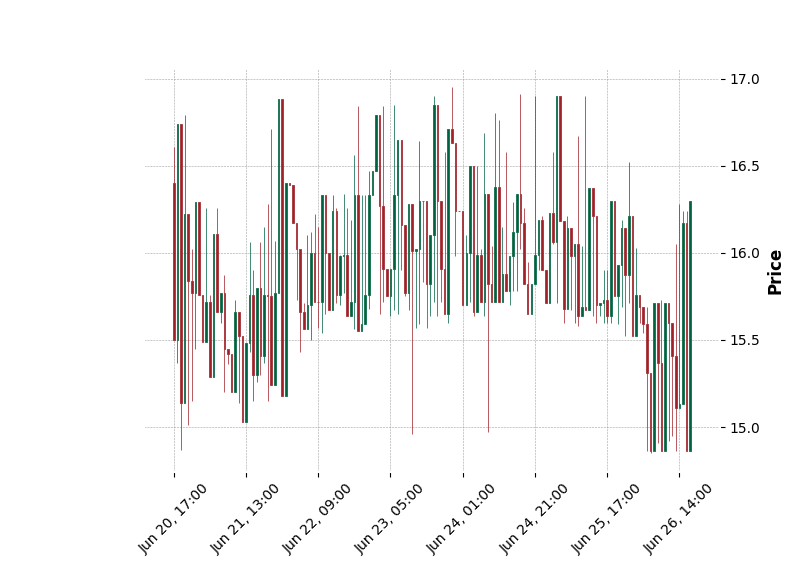 17.0
16.5
16.0
15.5
15.0
Price
Jun 20, 17:00
Jun 21, 13:00
Jun 22, 09:00
Jun 23, 05:00
Jun 24, 01:00
Jun 24, 21:00
Jun 25, 17:00
Jun 26, 14:00